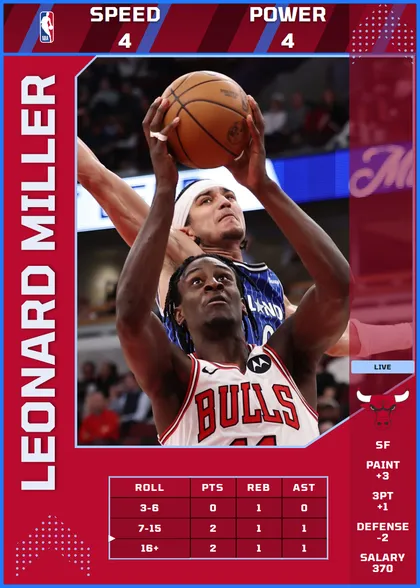 SPEED
4
POWER
4
NBA
LEONARD MILLER
BULLS
LIVE
SF
PAINT
+3
3PT
+1
DEFENSE
-2
SALARY
370
ROLL PTS REB AST
3-6 0 1 0
7-15 2 1 1
16+ 2 1 1